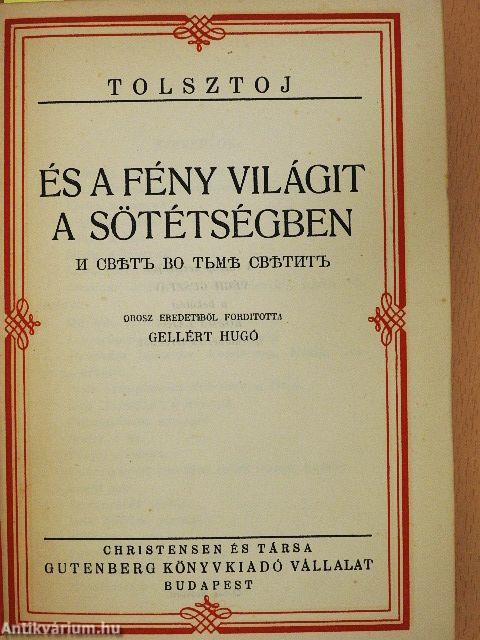 TOLSZTOJ
ÉS A FÉNY VILÁGIT
A SÖTÉTSÉGBEN
И СВѢТЪ ВО ТЬМѢ СВѢТИТЪ
OROSZ EREDETIBŐL FORDITOTTA
GELLÉRT HUGÓ
CHRISTENSEN ÉS TÁRSA
GUTENBERG KÖNYVKIADÓ VÁLLALAT
BUDAPEST
Antikvárium.hu